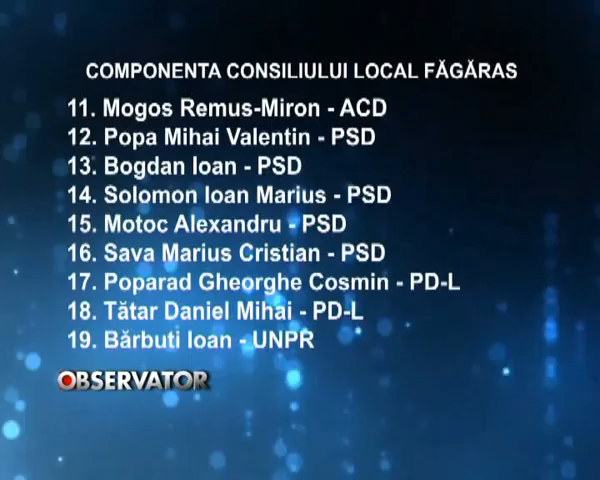 COMPONENTA CONSILIULUI LOCAL FĂGĂRAS
11. Mogos Remus-Miron - ACD
12. Popa Mihai Valentin - PSD
13. Bogdan Ioan - PSD
14. Solomon Ioan Marius - PSD
15. Motoc Alexandru - PSD
16. Sava Marius Cristian - PSD
17. Poparad Gheorghe Cosmin - PD-L
18. Tătar Daniel Mihai - PD-L
19. Bărbuti Ioan - UNPR
OBSERVATOR